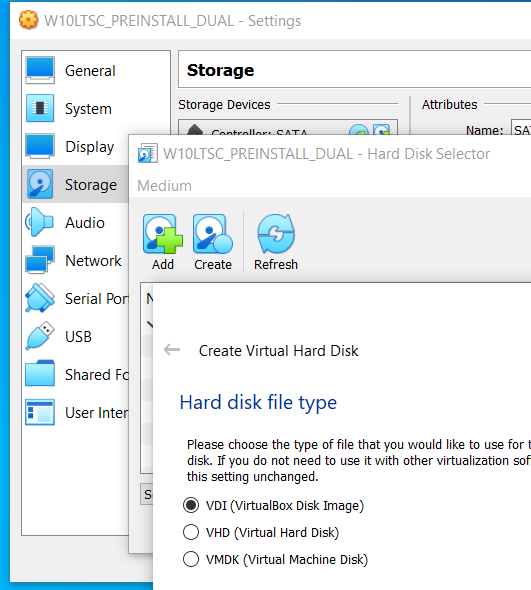 W10LTSC_PREINSTALL_DUAL - Settings
General
System
Display
Storage
Audio
Network
Serial Por
USB
Shared Fo
User Inter
Storage
Storage Devices
Attributes
Controller: SATA
Name: SA
W10LTSC_PREINSTALL_DUAL - Hard Disk Selector
Medium
Add Create Refresh
N
Create Virtual Hard Disk
Hard disk file type
Please choose the type of file that you would like to use for t
disk. If you do not need to use it with other virtualization sof
this setting unchanged.
VDI (VirtualBox Disk Image)
VHD (Virtual Hard Disk)
VMDK (Virtual Machine Disk)